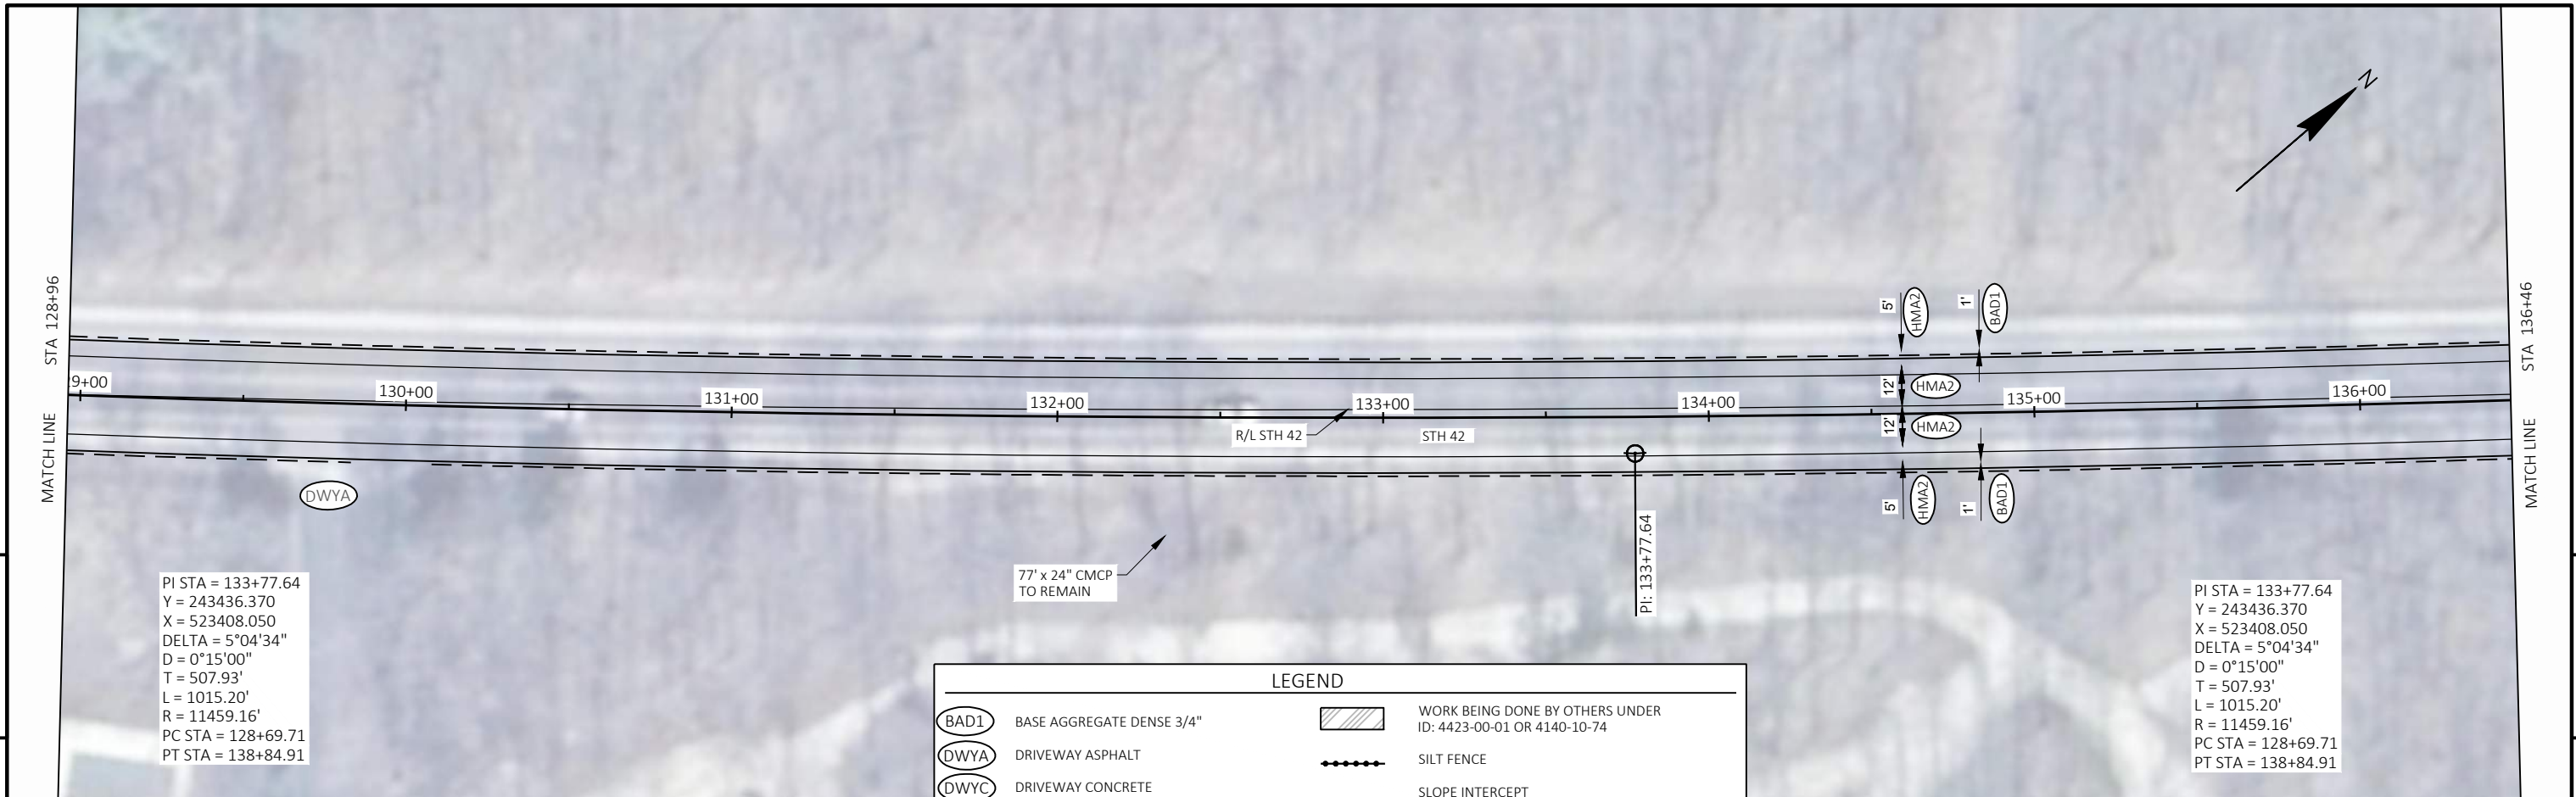 N
STA 128+96
MATCH LINE
STA 136+46
MATCH LINE
9+00
130+00
131+00
132+00
133+00
134+00
135+00
136+00
R/L STH 42
STH 42
5'
HMA2
1'
BAD1
12'
HMA2
12'
HMA2
5'
HMA2
1'
BAD1
DWYA
77' x 24" CMCP
TO REMAIN
PI: 133+77.64
PI STA = 133+77.64
Y = 243436.370
X = 523408.050
DELTA = 5°04'34"
D = 0°15'00"
T = 507.93'
L = 1015.20'
R = 11459.16'
PC STA = 128+69.71
PT STA = 138+84.91
PI STA = 133+77.64
Y = 243436.370
X = 523408.050
DELTA = 5°04'34"
D = 0°15'00"
T = 507.93'
L = 1015.20'
R = 11459.16'
PC STA = 128+69.71
PT STA = 138+84.91
LEGEND
BAD1 BASE AGGREGATE DENSE 3/4"
DWYA DRIVEWAY ASPHALT
DWYC DRIVEWAY CONCRETE
WORK BEING DONE BY OTHERS UNDER
ID: 4423-00-01 OR 4140-10-74
SILT FENCE
SLOPE INTERCEPT